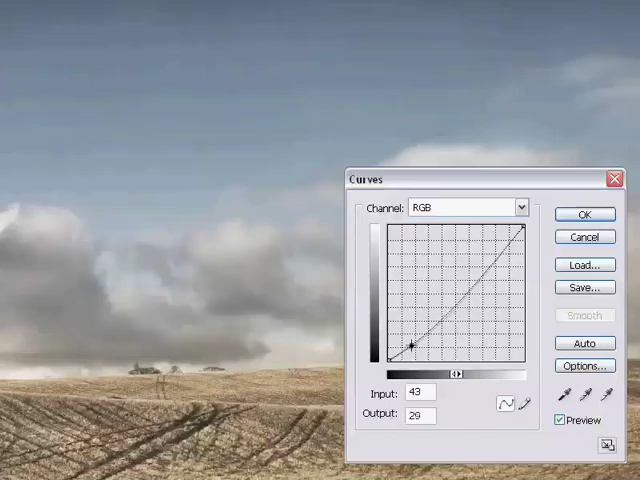 Curves
Channel: RGB
OK
Cancel
Load...
Save...
Smooth
Auto
Options...
Input: 43
Output: 29
Preview